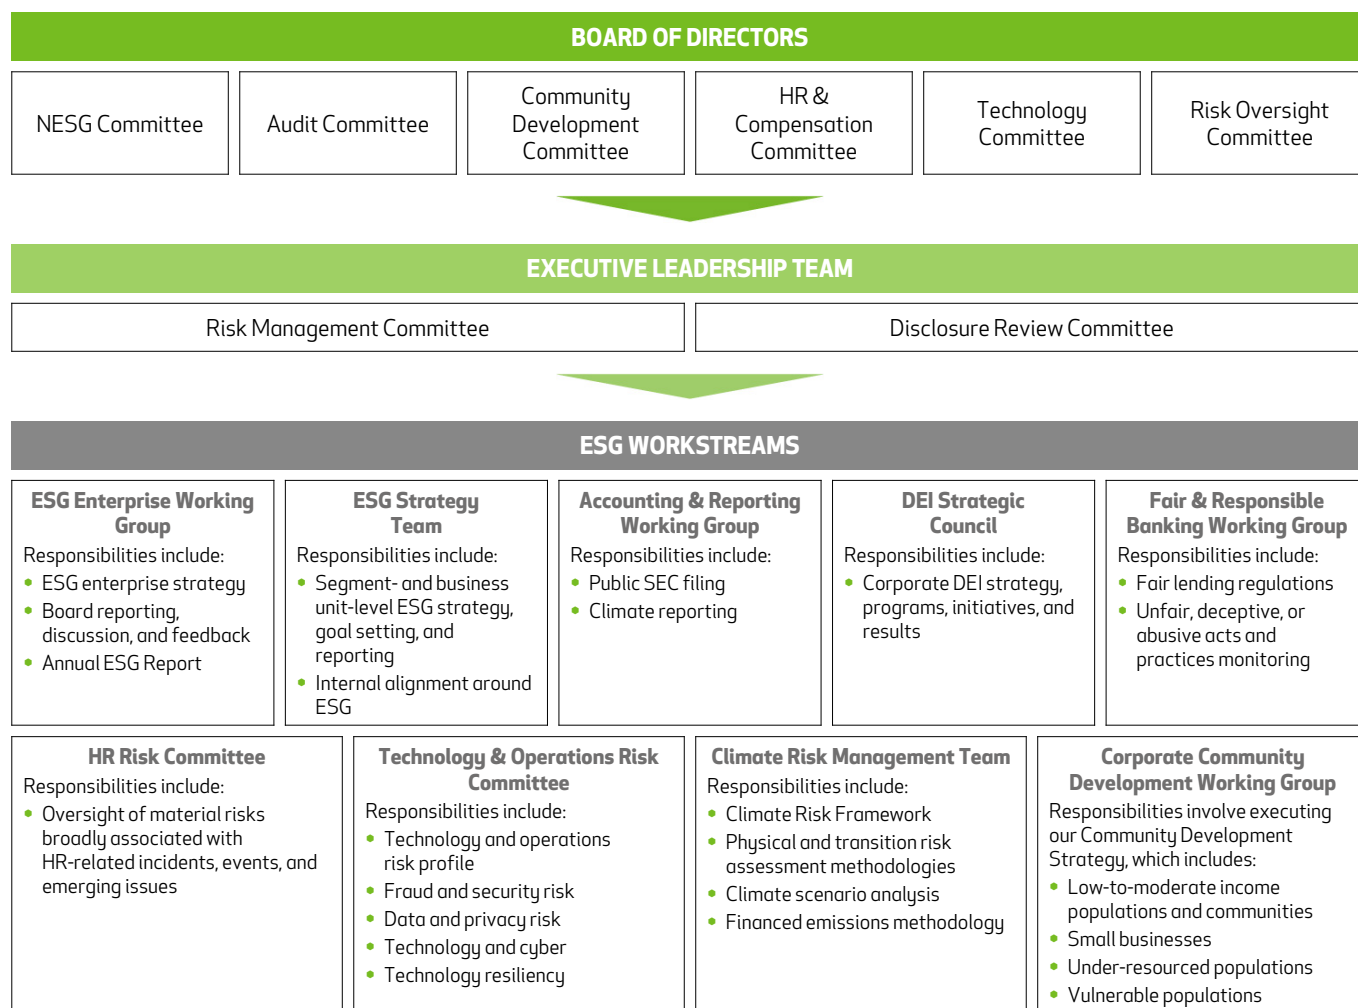 BOARD OF DIRECTORS
NESG Committee
Audit Committee
Community
Development
Committee
HR &
Compensation
Committee
Technology
Committee
Risk Oversight
Committee
EXECUTIVE LEADERSHIP TEAM
Risk Management Committee
Disclosure Review Committee
ESG WORKSTREAMS
ESG Enterprise Working
Group
Responsibilities include:
• ESG enterprise strategy
• Board reporting,
discussion, and feedback
• Annual ESG Report
ESG Strategy
Team
Responsibilities include:
• Segment- and business
unit-level ESG strategy,
goal setting, and
reporting
• Internal alignment around
ESG
Accounting & Reporting
Working Group
Responsibilities include:
• Public SEC filing
• Climate reporting
DEI Strategic
Council
Responsibilities include:
• Corporate DEI strategy,
programs, initiatives, and
results
Fair & Responsible
Banking Working Group
Responsibilities include:
• Fair lending regulations
• Unfair, deceptive, or
abusive acts and
practices monitoring
HR Risk Committee
Responsibilities include:
• Oversight of material risks
broadly associated with
HR-related incidents, events, and
emerging issues
Technology & Operations Risk
Committee
Responsibilities include:
• Technology and operations
risk profile
• Fraud and security risk
• Data and privacy risk
• Technology and cyber
• Technology resiliency
Climate Risk Management Team
Responsibilities include:
• Climate Risk Framework
• Physical and transition risk
assessment methodologies
• Climate scenario analysis
• Financed emissions methodology
Corporate Community
Development Working Group
Responsibilities involve executing
our Community Development
Strategy, which includes:
• Low-to-moderate income
populations and communities
• Small businesses
• Under-resourced populations
• Vulnerable populations